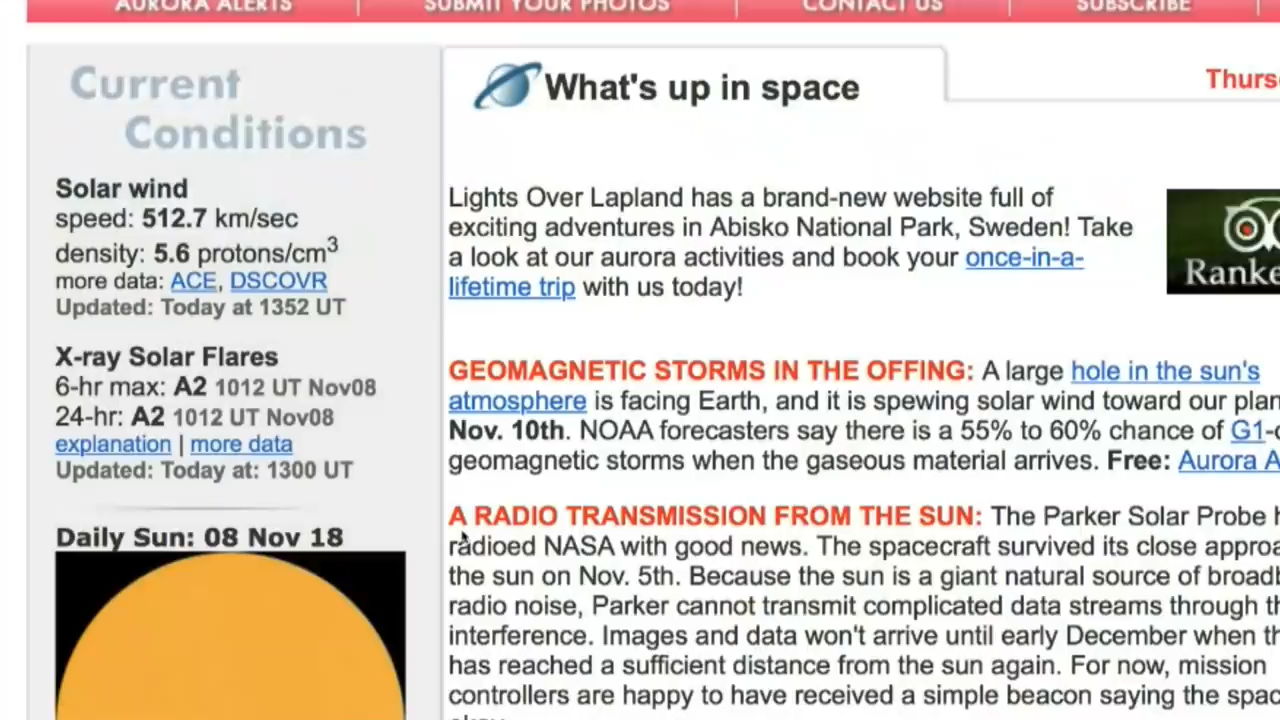 AURORA ALERTS
SUBMIT YOUR PHOTOS
CONTACT US
SUBSCRIBE
Current
Conditions
Solar wind
speed: 512.7 km/sec
density: 5.6 protons/cm3
more data: ACE, DSCOVR
Updated: Today at 1352 UT
X-ray Solar Flares
6-hr max: A2 1012 UT Nov08
24-hr: A2 1012 UT Nov08
explanation | more data
Updated: Today at: 1300 UT
Daily Sun: 08 Nov 18
What's up in space
Lights Over Lapland has a brand-new website full of
exciting adventures in Abisko National Park, Sweden! Take
a look at our aurora activities and book your once-in-a-
lifetime trip with us today!
GEOMAGNETIC STORMS IN THE OFFING: A large hole in the sun's
atmosphere is facing Earth, and it is spewing solar wind toward our
Nov. 10th. NOAA forecasters say there is a 55% to 60% chance of G1-
geomagnetic storms when the gaseous material arrives. Free: Aurora
A RADIO TRANSMISSION FROM THE SUN: The Parker Solar Probe
radioed NASA with good news. The spacecraft survived its close
the sun on Nov. 5th. Because the sun is a giant natural source of
radio noise, Parker cannot transmit complicated data streams through
interference. Images and data won't arrive until early December when
has reached a sufficient distance from the sun again. For now, mission
controllers are happy to have received a simple beacon saying the